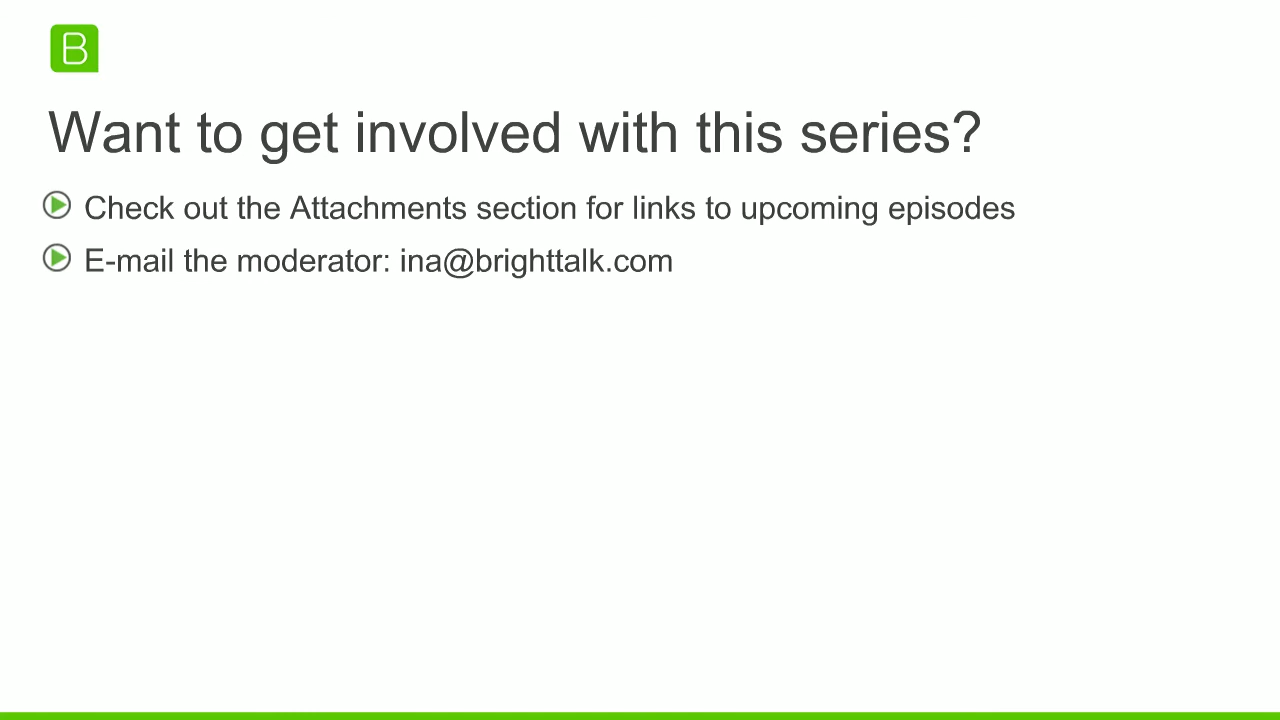 B
Want to get involved with this series?
Check out the Attachments section for links to upcoming episodes
E-mail the moderator: ina@brighttalk.com